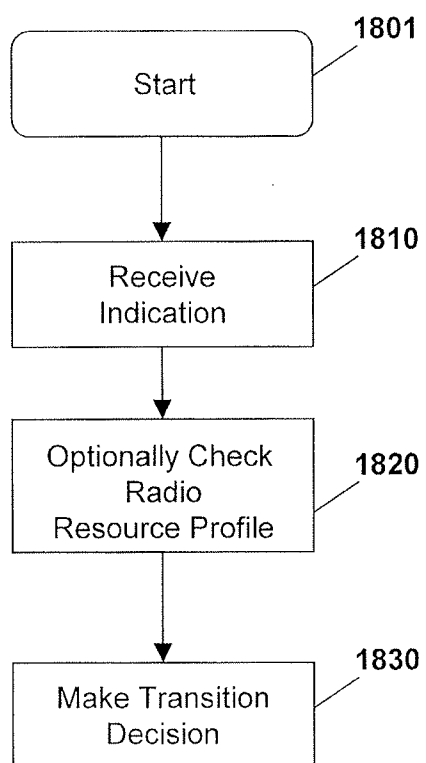 1801
Start
1810
Receive
Indication
1820
Optionally Check
Radio
Resource Profile
1830
Make Transition
Decision